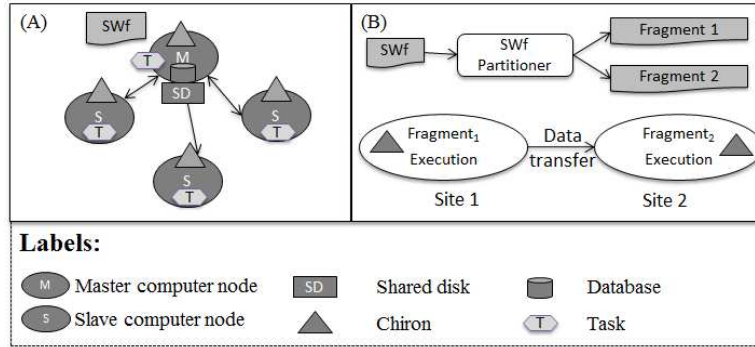 (A)
SWf
T
M
SD
S
T
S
T
S
T
(B)
SWf
SWf
Partitioner
Fragment 1
Fragment 2
Fragment1
Execution
Data
transfer
Fragment2
Execution
Site 1
Site 2
Labels:
M Master computer node
SD Shared disk
Database
S Slave computer node
Chiron
T Task